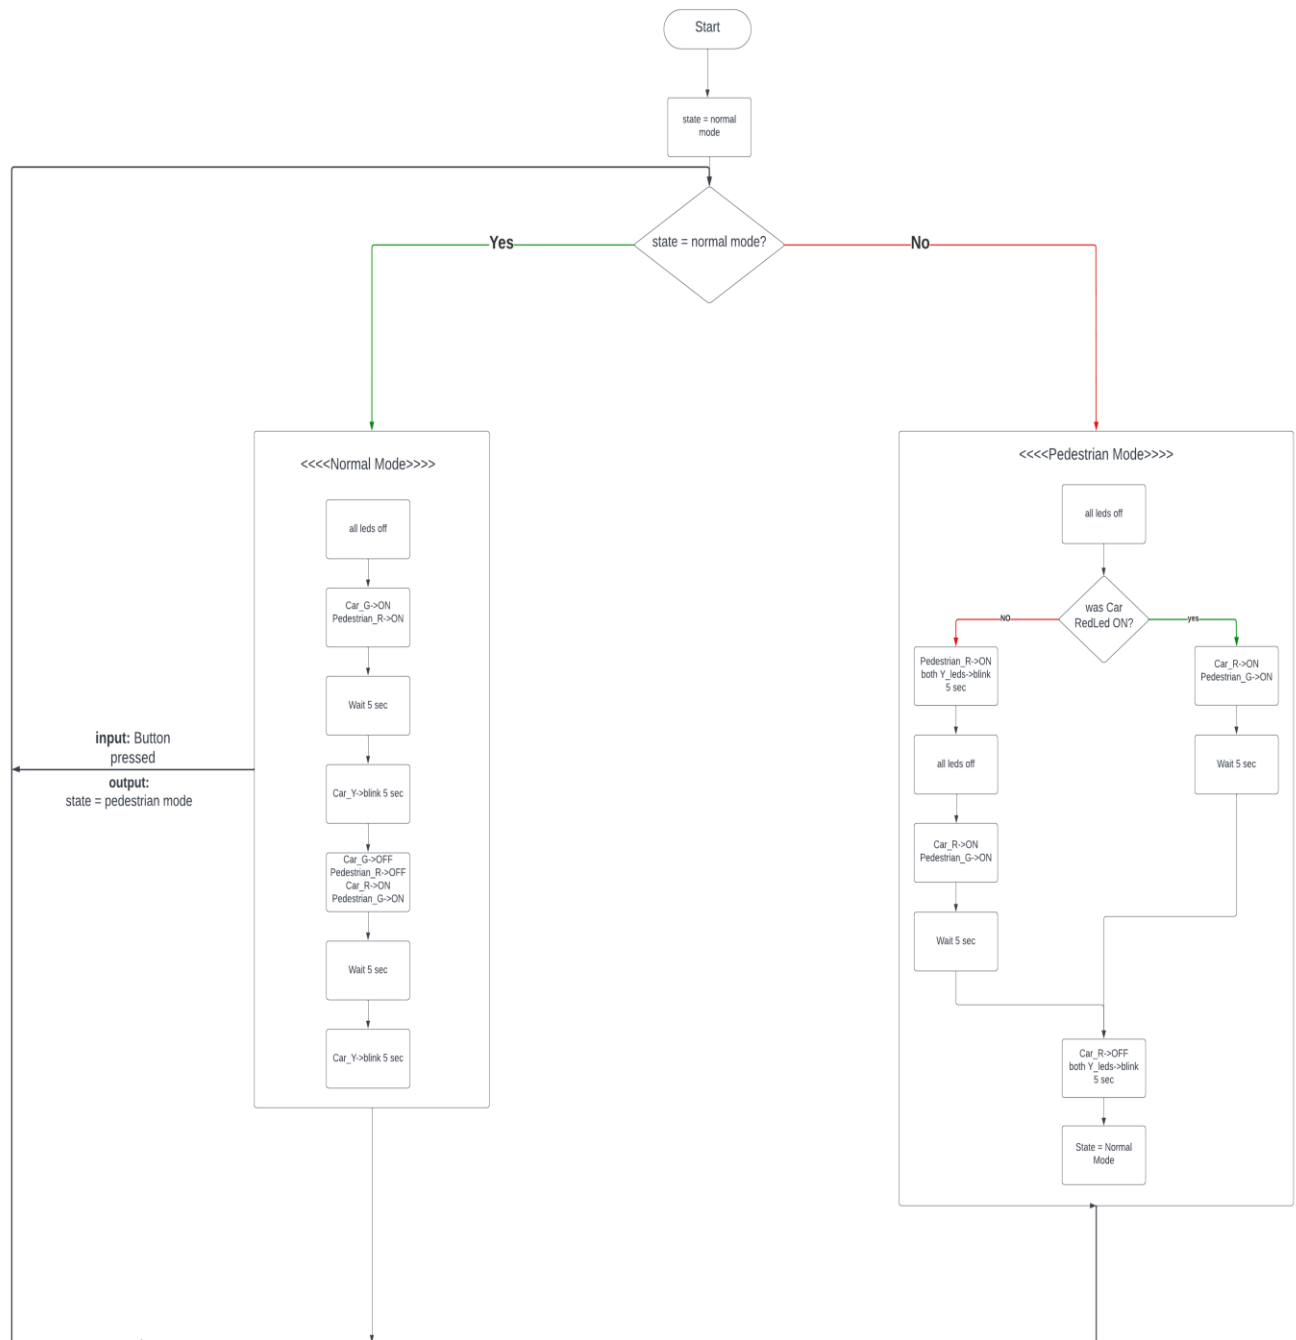 Start
state = normal
mode
state = normal mode?
Yes
No
<<<<Normal Mode>>>>
all leds off
Car_G->ON
Pedestrian_R->ON
Wait 5 sec
Car_Y->blink 5 sec
Car_G->OFF
Pedestrian_R->OFF
Car_R->ON
Pedestrian_G->ON
Wait 5 sec
Car_Y->blink 5 sec
input: Button
pressed
output:
state = pedestrian mode
<<<<Pedestrian Mode>>>>
all leds off
was Car
RedLed ON?
NO
yes
Pedestrian_R->ON
both Y_leds->blink
5 sec
all leds off
Car_R->ON
Pedestrian_G->ON
Wait 5 sec
Car_R->ON
Pedestrian_G->ON
Wait 5 sec
Car_R->OFF
both Y_leds->blink
5 sec
State = Normal
Mode